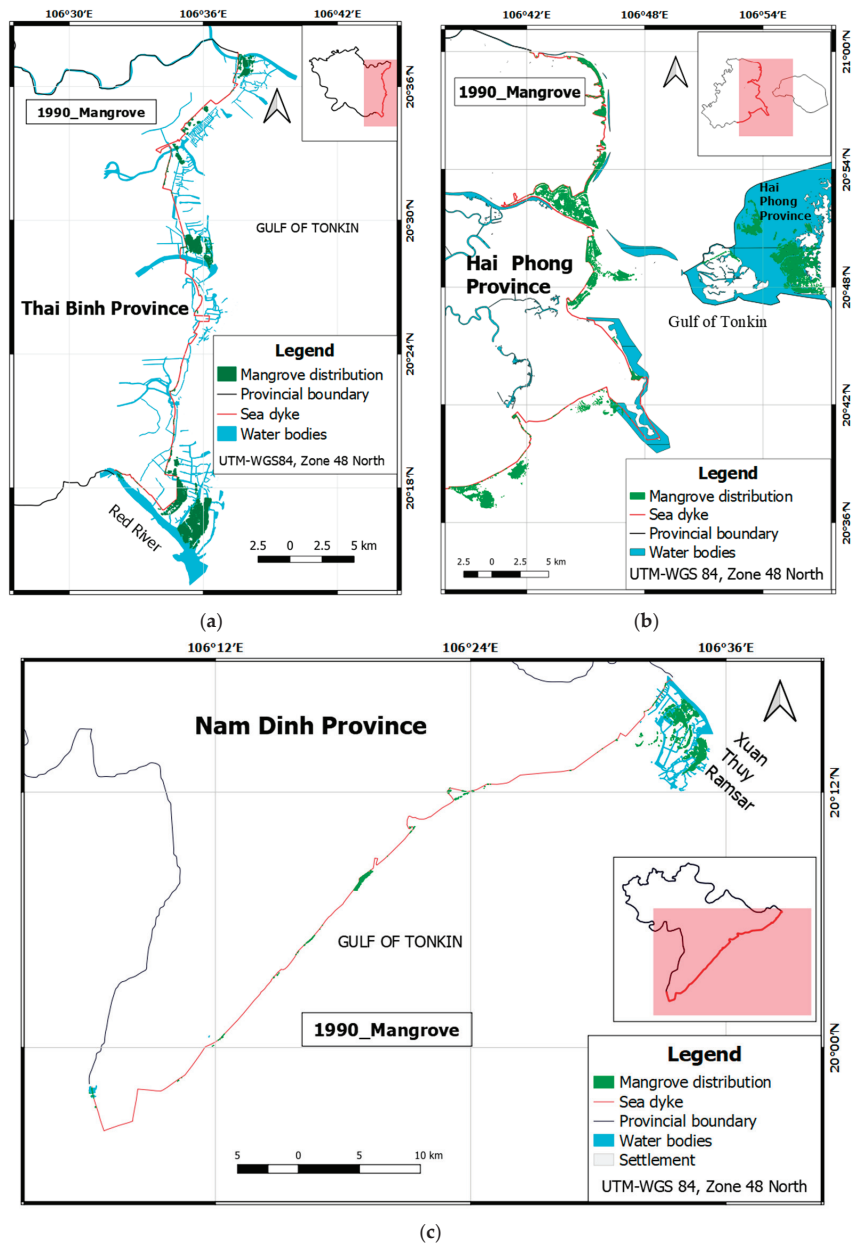 106°30′E 106°36′E 106°42′E
20°36′N
20°30′N
20°24′N
20°18′N
1990_Mangrove
GULF OF TONKIN
Thai Binh Province
Legend
Mangrove distribution
Provincial boundary
Sea dyke
Water bodies
UTM-WGS84, Zone 48 North
Red River
2.5 0 2.5 5 km
(a)
106°42′E 106°48′E 106°54′E
21°00′N
20°54′N
20°48′N
20°42′N
20°36′N
1990_Mangrove
Hai
Phong
Province
Hai Phong
Province
Gulf of Tonkin
Legend
Mangrove distribution
Sea dyke
Provincial boundary
Water bodies
UTM-WGS 84, Zone 48 North
2.5 0 2.5 5 km
(b)
106°12′E 106°24′E 106°36′E
20°12′N
20°00′N
Nam Dinh Province
Xuan
Thuy
Ramsar
GULF OF TONKIN
1990_Mangrove
Legend
Mangrove distribution
Sea dyke
Provincial boundary
Water bodies
Settlement
UTM-WGS 84, Zone 48 North
5 0 5 10 km
(c)